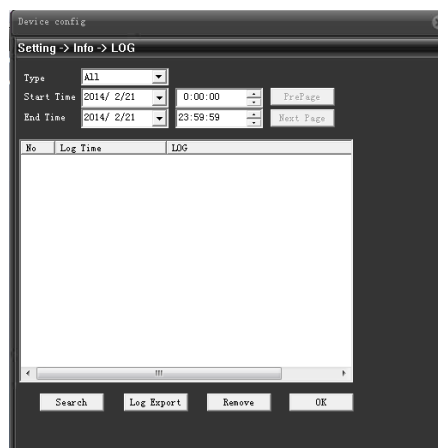 Device config
Setting -> Info -> LOG
Type All
Start Time 2014/ 2/21 0:00:00 PrePage
End Time 2014/ 2/21 23:59:59 Next Page
No Log Time LOG
Search Log Export Remove OK